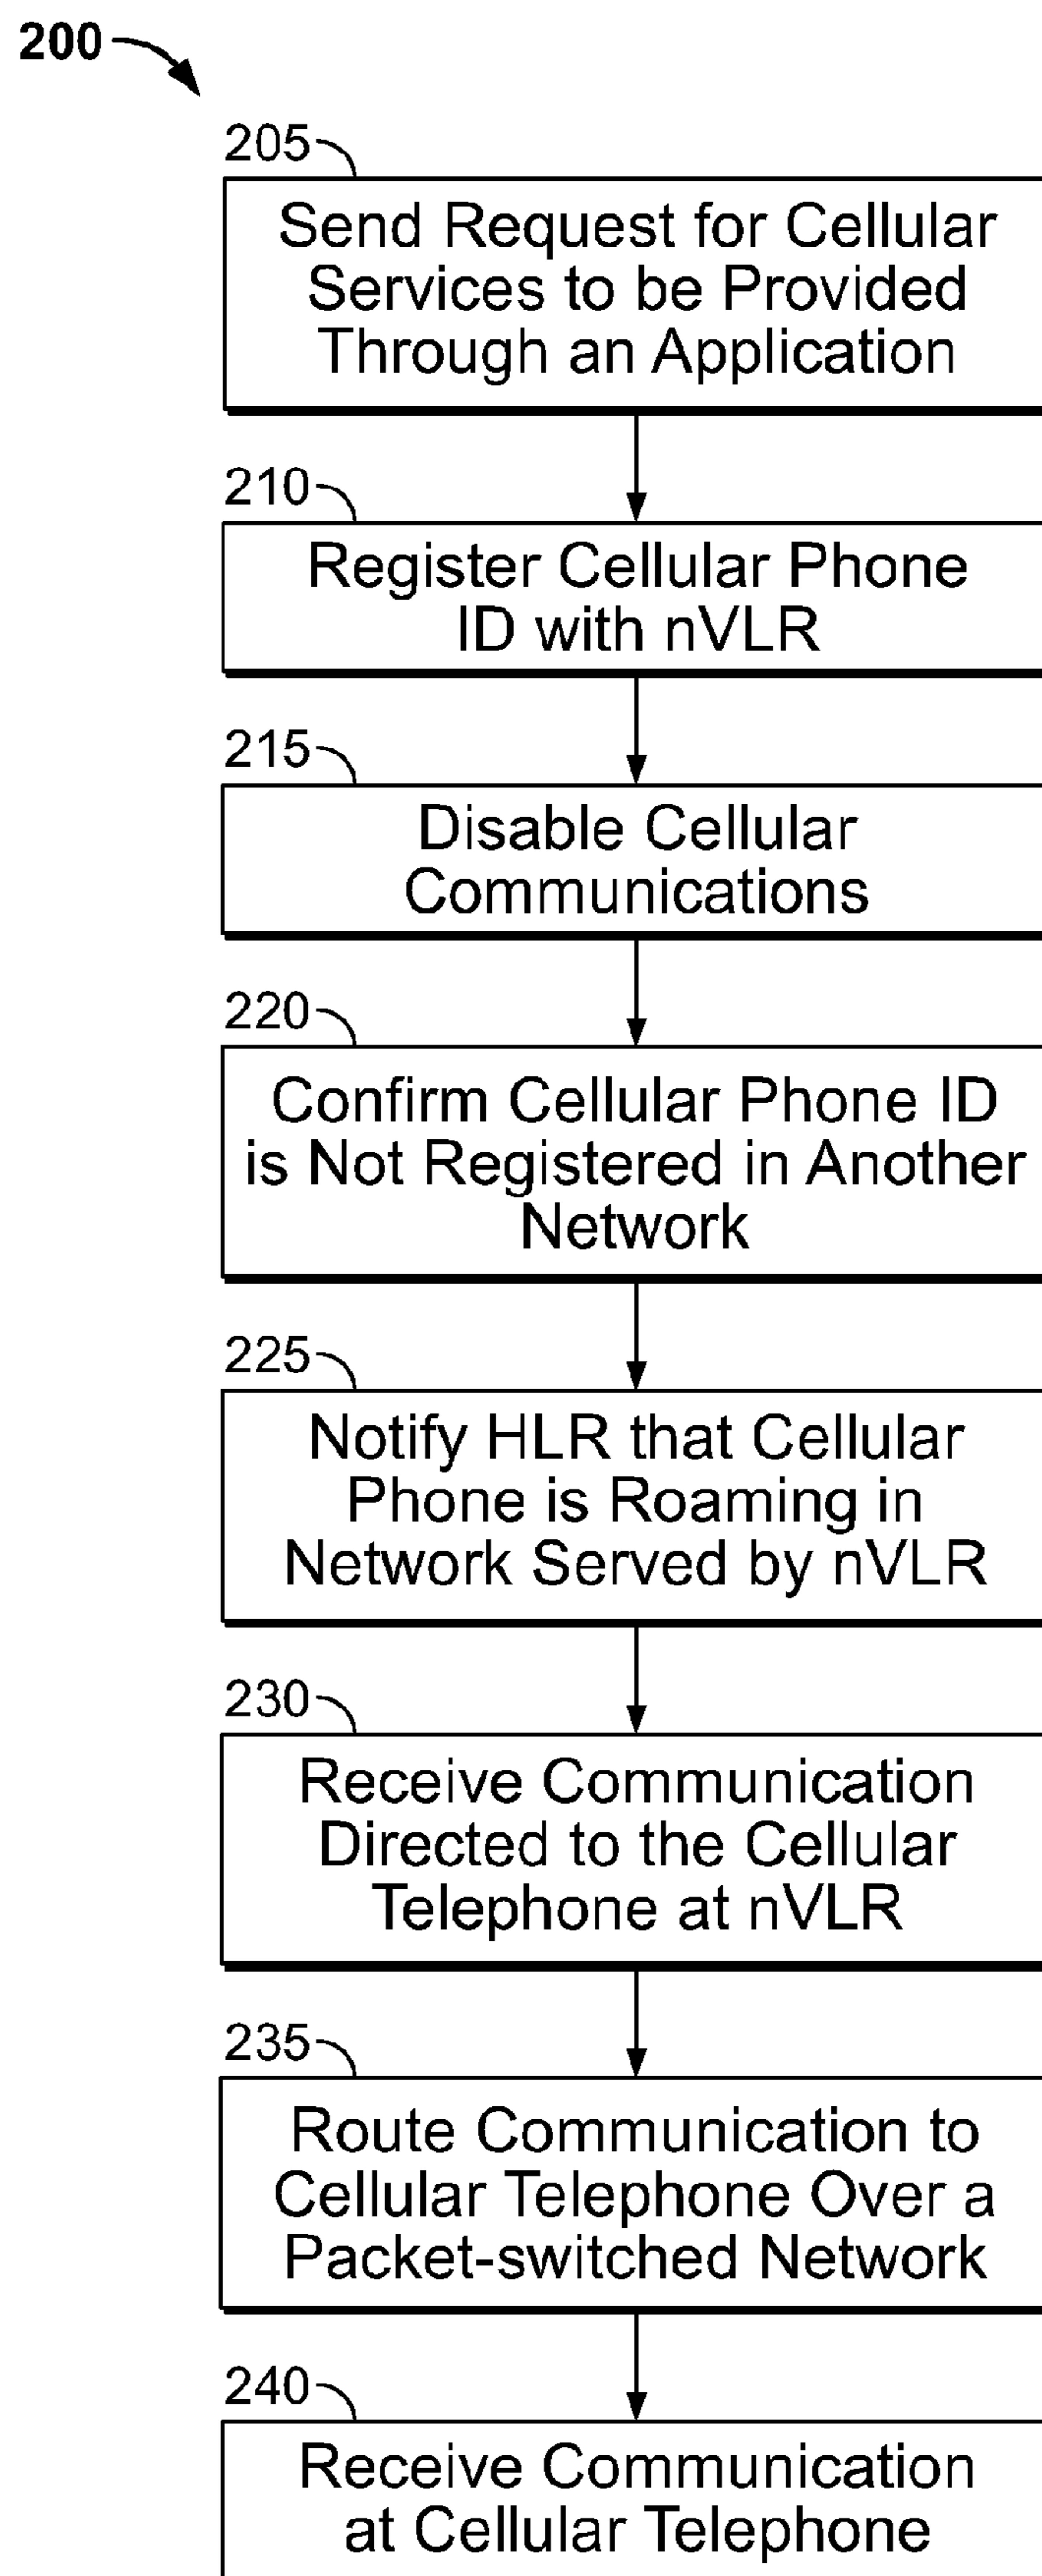 200
205
Send Request for Cellular
Services to be Provided
Through an Application
210
Register Cellular Phone
ID with nVLR
215
Disable Cellular
Communications
220
Confirm Cellular Phone ID
is Not Registered in Another
Network
225
Notify HLR that Cellular
Phone is Roaming in
Network Served by nVLR
230
Receive Communication
Directed to the Cellular
Telephone at nVLR
235
Route Communication to
Cellular Telephone Over a
Packet-switched Network
240
Receive Communication
at Cellular Telephone